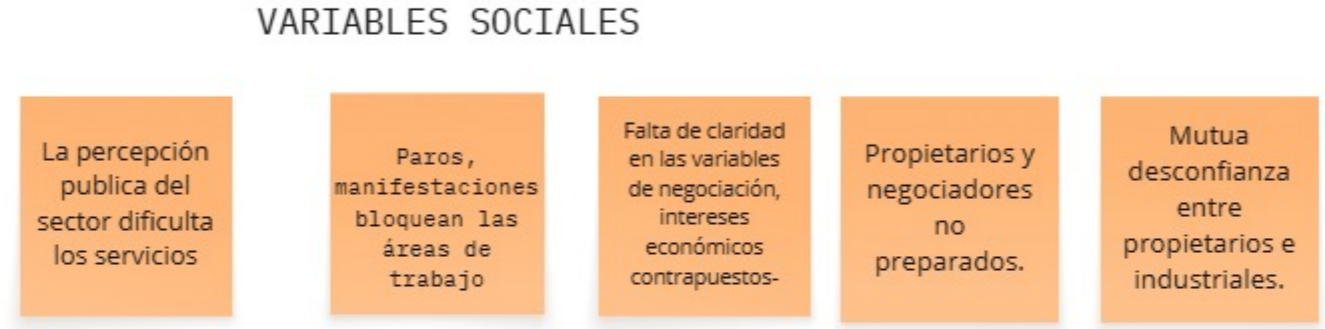 VARIABLES SOCIALES
La percepción
publica del
sector dificulta
los servicios
Paros,
manifestaciones
bloquean las
áreas de
trabajo
Falta de claridad
en las variables
de negociación,
intereses
económicos
contrapuestos-
Propietarios y
negociadores
no
preparados.
Mutua
desconfianza
entre
propietarios e
industriales.